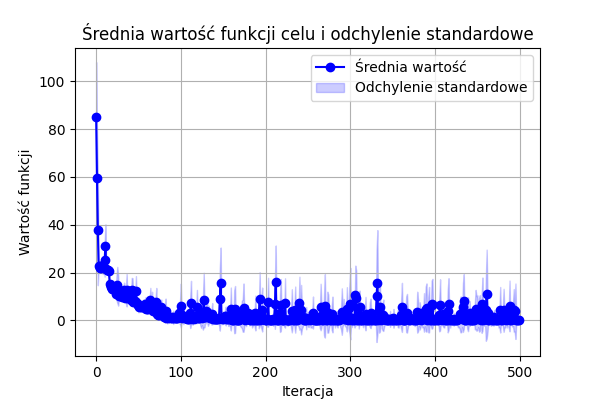 Średnia wartość funkcji celu i odchylenie standardowe
Średnia wartość
Odchylenie standardowe
Wartość funkcji
100
80
60
40
20
0
0 100 200 300 400 500
Iteracja